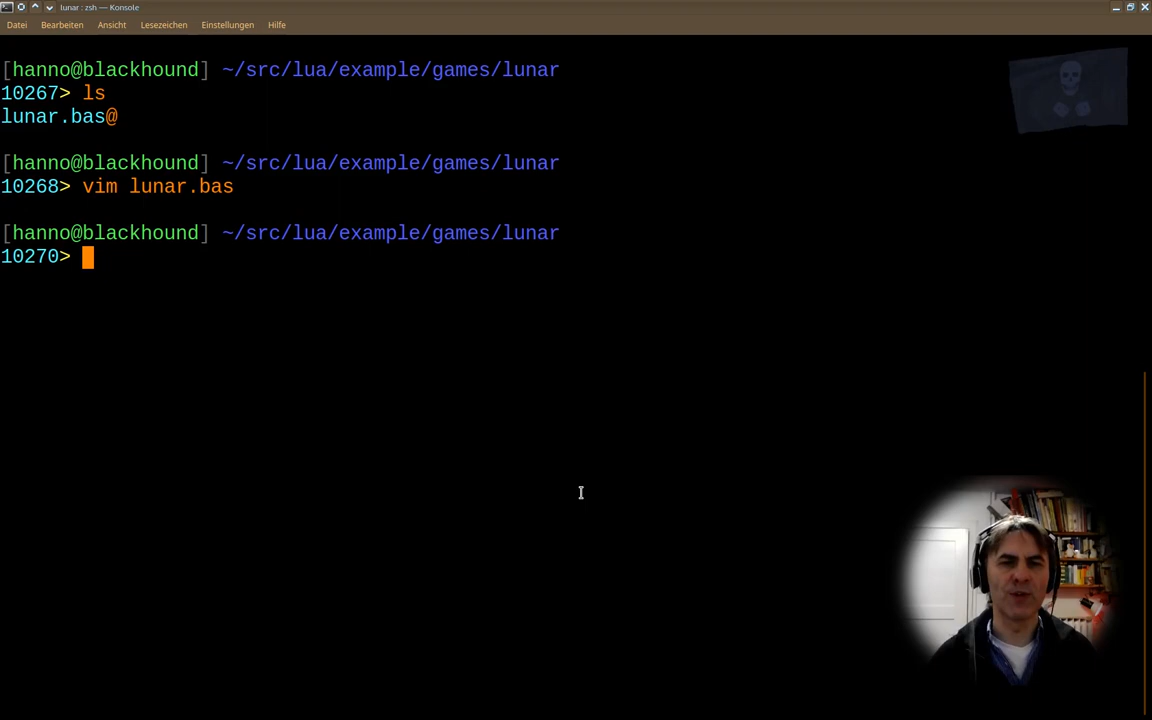 lunar : zsh — Konsole
Datei Bearbeiten Ansicht Lesezeichen Einstellungen Hilfe
[hanno@blackhound] ~/src/lua/example/games/lunar
10267> ls
lunar.bas@
[hanno@blackhound] ~/src/lua/example/games/lunar
10268> vim lunar.bas
[hanno@blackhound] ~/src/lua/example/games/lunar
10270>